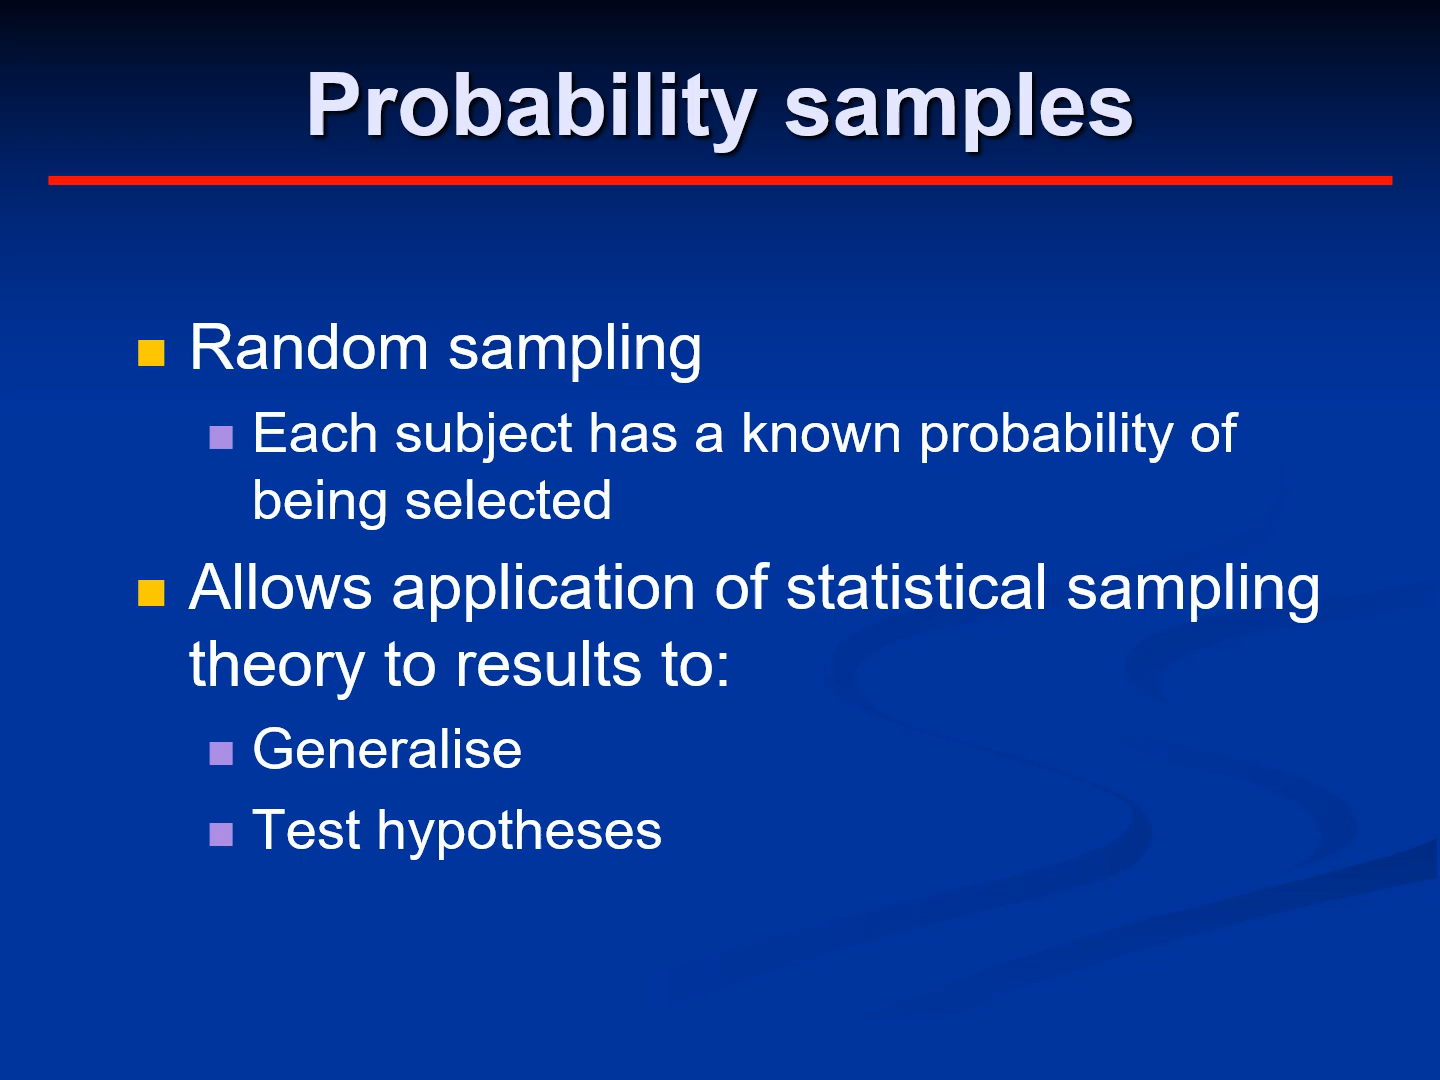 Probability samples
Random sampling
Each subject has a known probability of
being selected
Allows application of statistical sampling
theory to results to:
Generalise
Test hypotheses